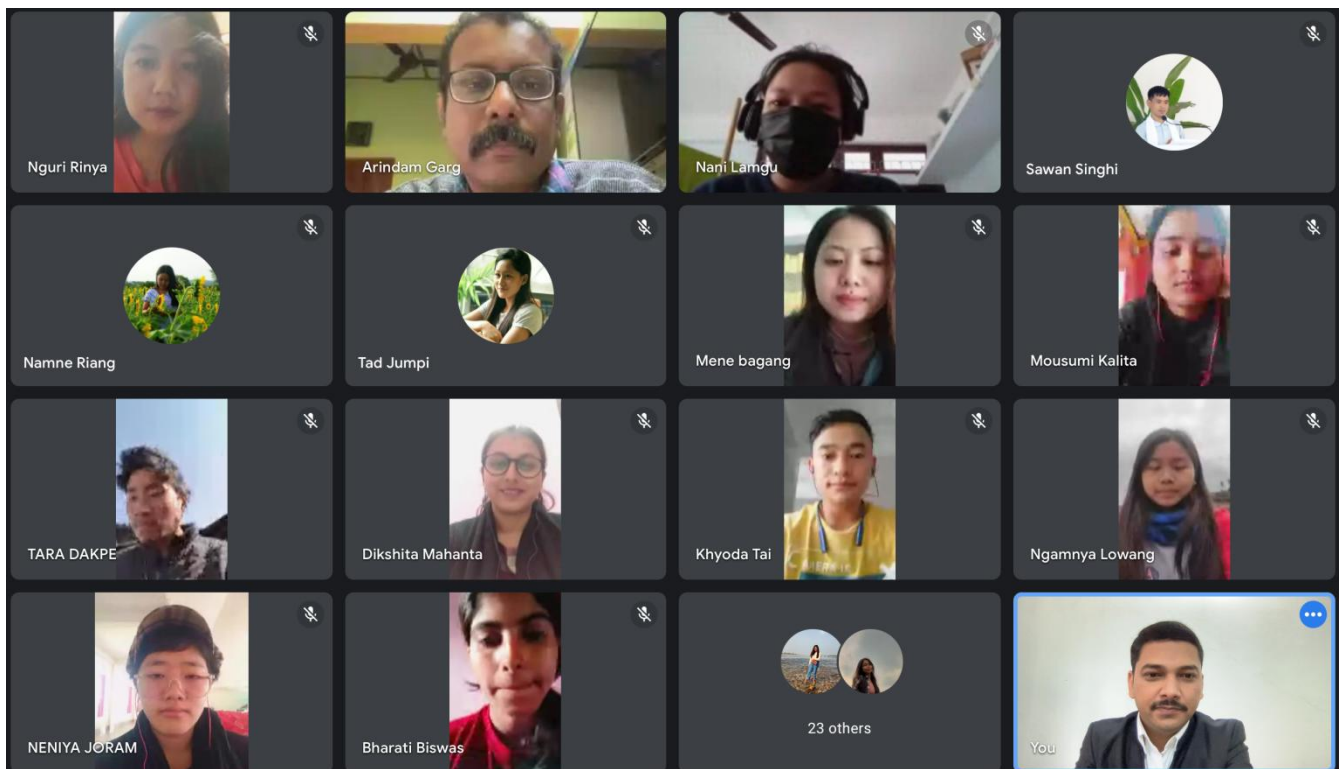 Nguri Rinya
Arindam Garg
Nani Lamgu
Sawan Singhi
Namne Riang
Tad Jumpi
Mene bagang
Mousumi Kalita
TARA DAKPE
Dikshita Mahanta
Khyoda Tai
Ngamnya Lowang
NENIYA JORAM
Bharati Biswas
23 others
You